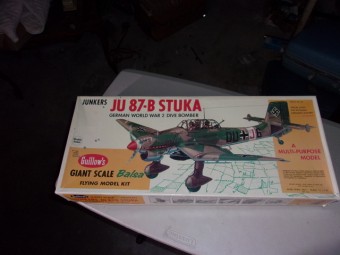 JUNKERS
JU 87-B STUKA
GERMAN WORLD WAR 2 DIVE BOMBER
Guillow's
GIANT SCALE Balsa
FLYING MODEL KIT
A
MULTI-PURPOSE
MODEL